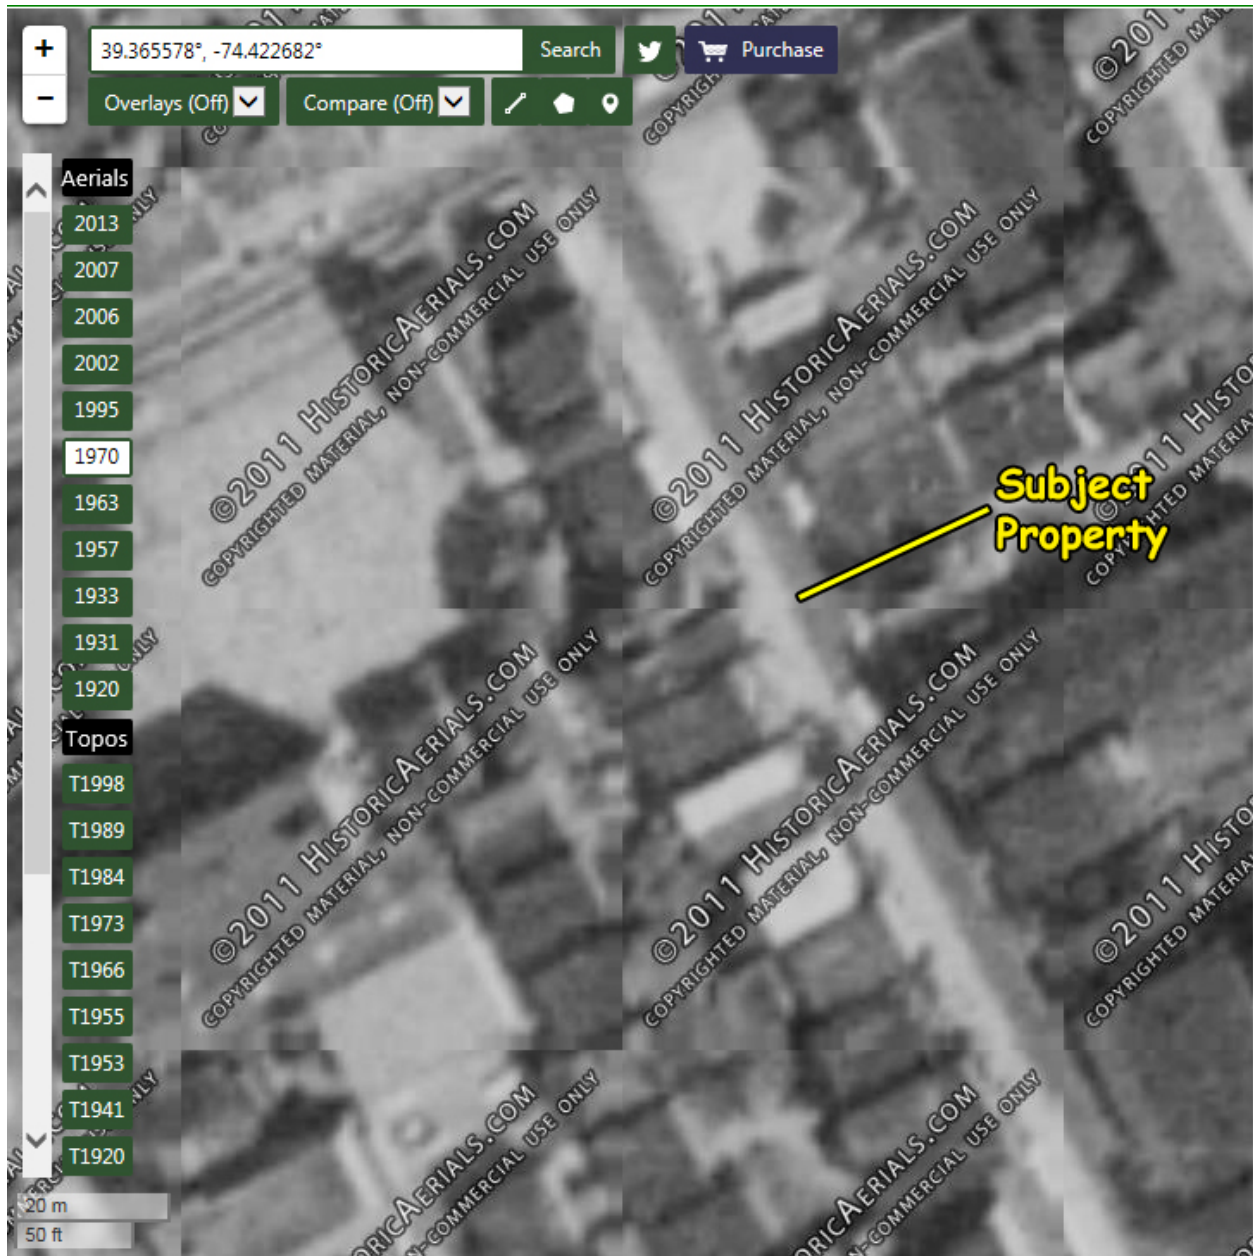 +
39.365578°, -74.422682°
Search
Purchase
−
Overlays (Off)
Compare (Off)
Aerials
2013
2007
2006
2002
1995
1970
1963
1957
1933
1931
1920
Topos
T1998
T1989
T1984
T1973
T1966
T1955
T1953
T1941
T1920
20 m
50 ft
Subject
Property
©2011 HISTORICAERIALS.COM
COPYRIGHTED MATERIAL, NON-COMMERCIAL USE ONLY
©2011 HISTORICAERIALS.COM
COPYRIGHTED MATERIAL, NON-COMMERCIAL USE ONLY
©2011 HISTORICAERIALS.COM
COPYRIGHTED MATERIAL, NON-COMMERCIAL USE ONLY
©2011 HISTORICAERIALS.COM
COPYRIGHTED MATERIAL, NON-COMMERCIAL USE ONLY